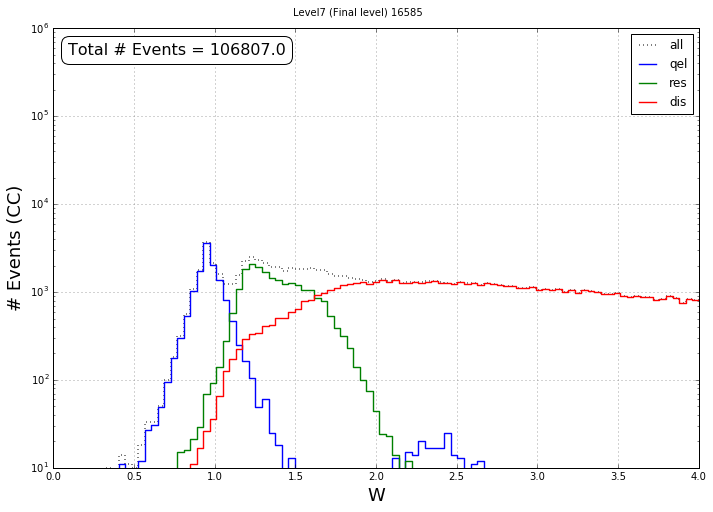 Level7 (Final level) 16585
Total # Events = 106807.0
all
qel
res
dis
# Events (CC)
10^6
10^5
10^4
10^3
10^2
10^1
0.0 0.5 1.0 1.5 2.0 2.5 3.0 3.5 4.0
W